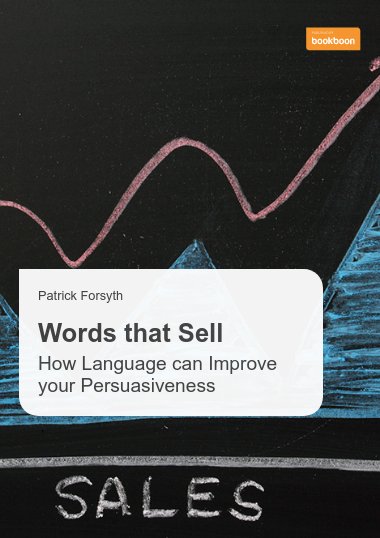 bookboon
Patrick Forsyth
Words that Sell
How Language can Improve
your Persuasiveness
SALES